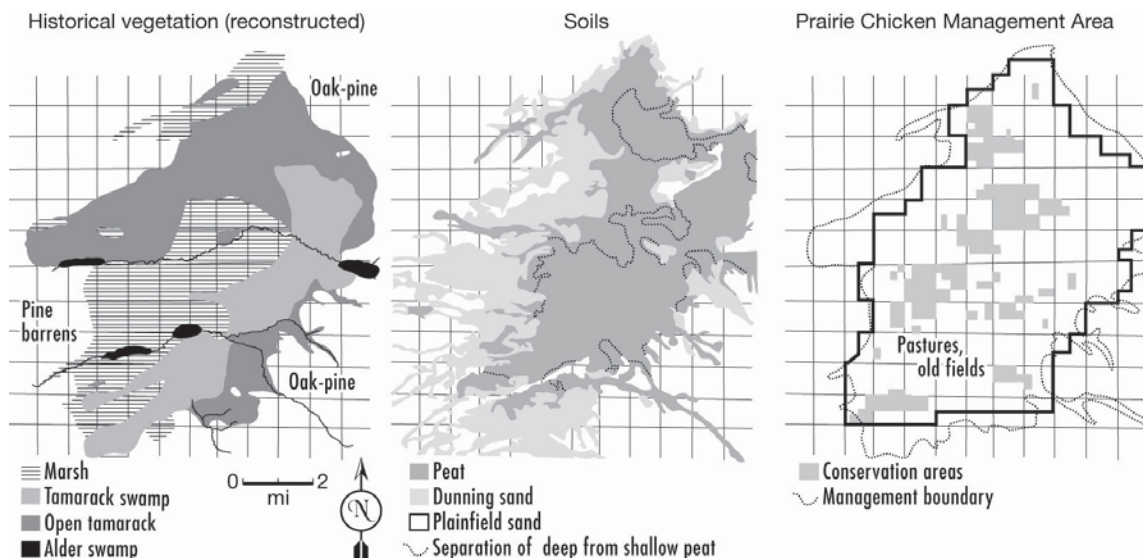 Historical vegetation (reconstructed)
Oak-pine
Pine
barrens
Oak-pine
Marsh
Tamarack swamp
Open tamarack
Alder swamp
0 2
mi
N
Soils
Peat
Dunning sand
Plainfield sand
Separation of deep from shallow peat
Prairie Chicken Management Area
Pastures,
old fields
Conservation areas
Management boundary